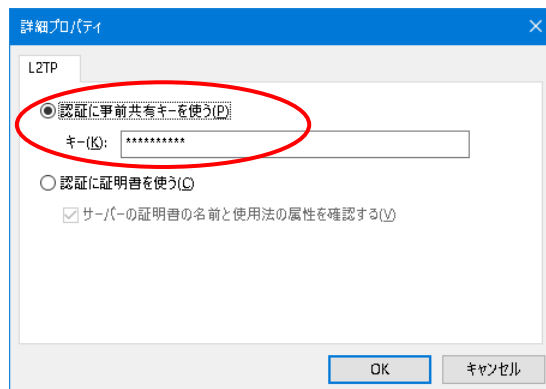 詳細プロパティ
L2TP
認証に事前共有キーを使う(P)
キー(K): **********
認証に証明書を使う(C)
サーバーの証明書の名前と使用法の属性を確認する(V)
OK キャンセル